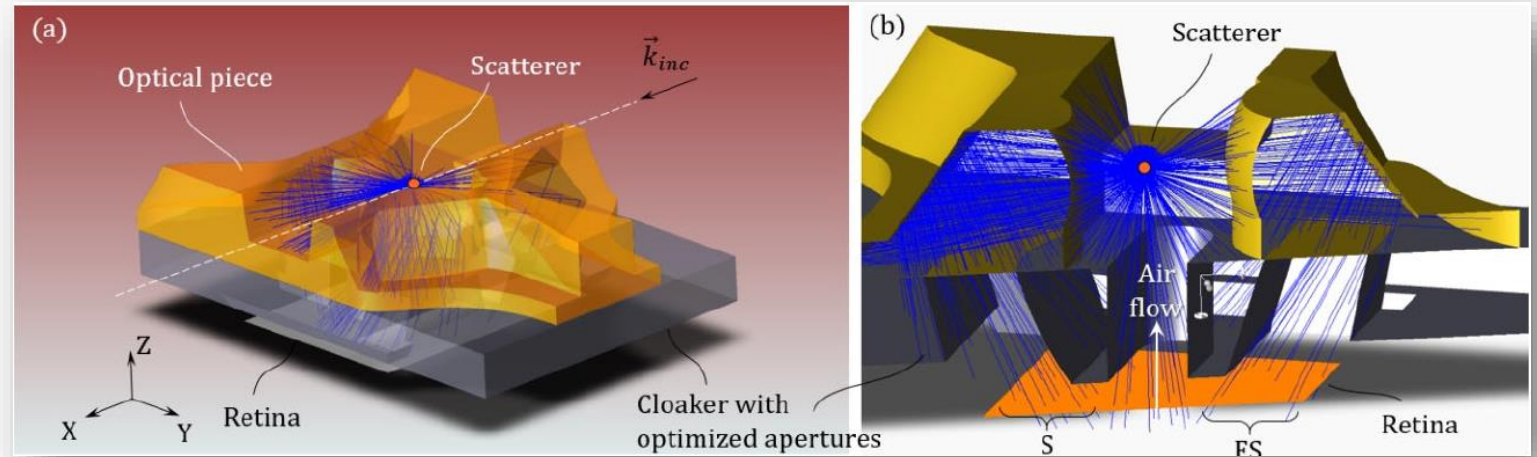 (a)
Optical piece
Scatterer
k⃗inc
Z
X
Y
Retina
Cloaker with
optimized apertures
(b)
Scatterer
Air
flow
Retina
S
FS